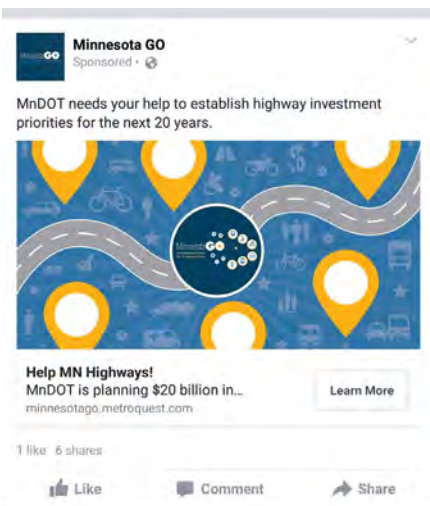 Minnesota GO
Sponsored ·
MnDOT needs your help to establish highway investment
priorities for the next 20 years.
Minnesota GO
Help MN Highways!
MnDOT is planning $20 billion in...
Learn More
minnesotago.metroquest.com
1 like 6 shares
Like Comment Share